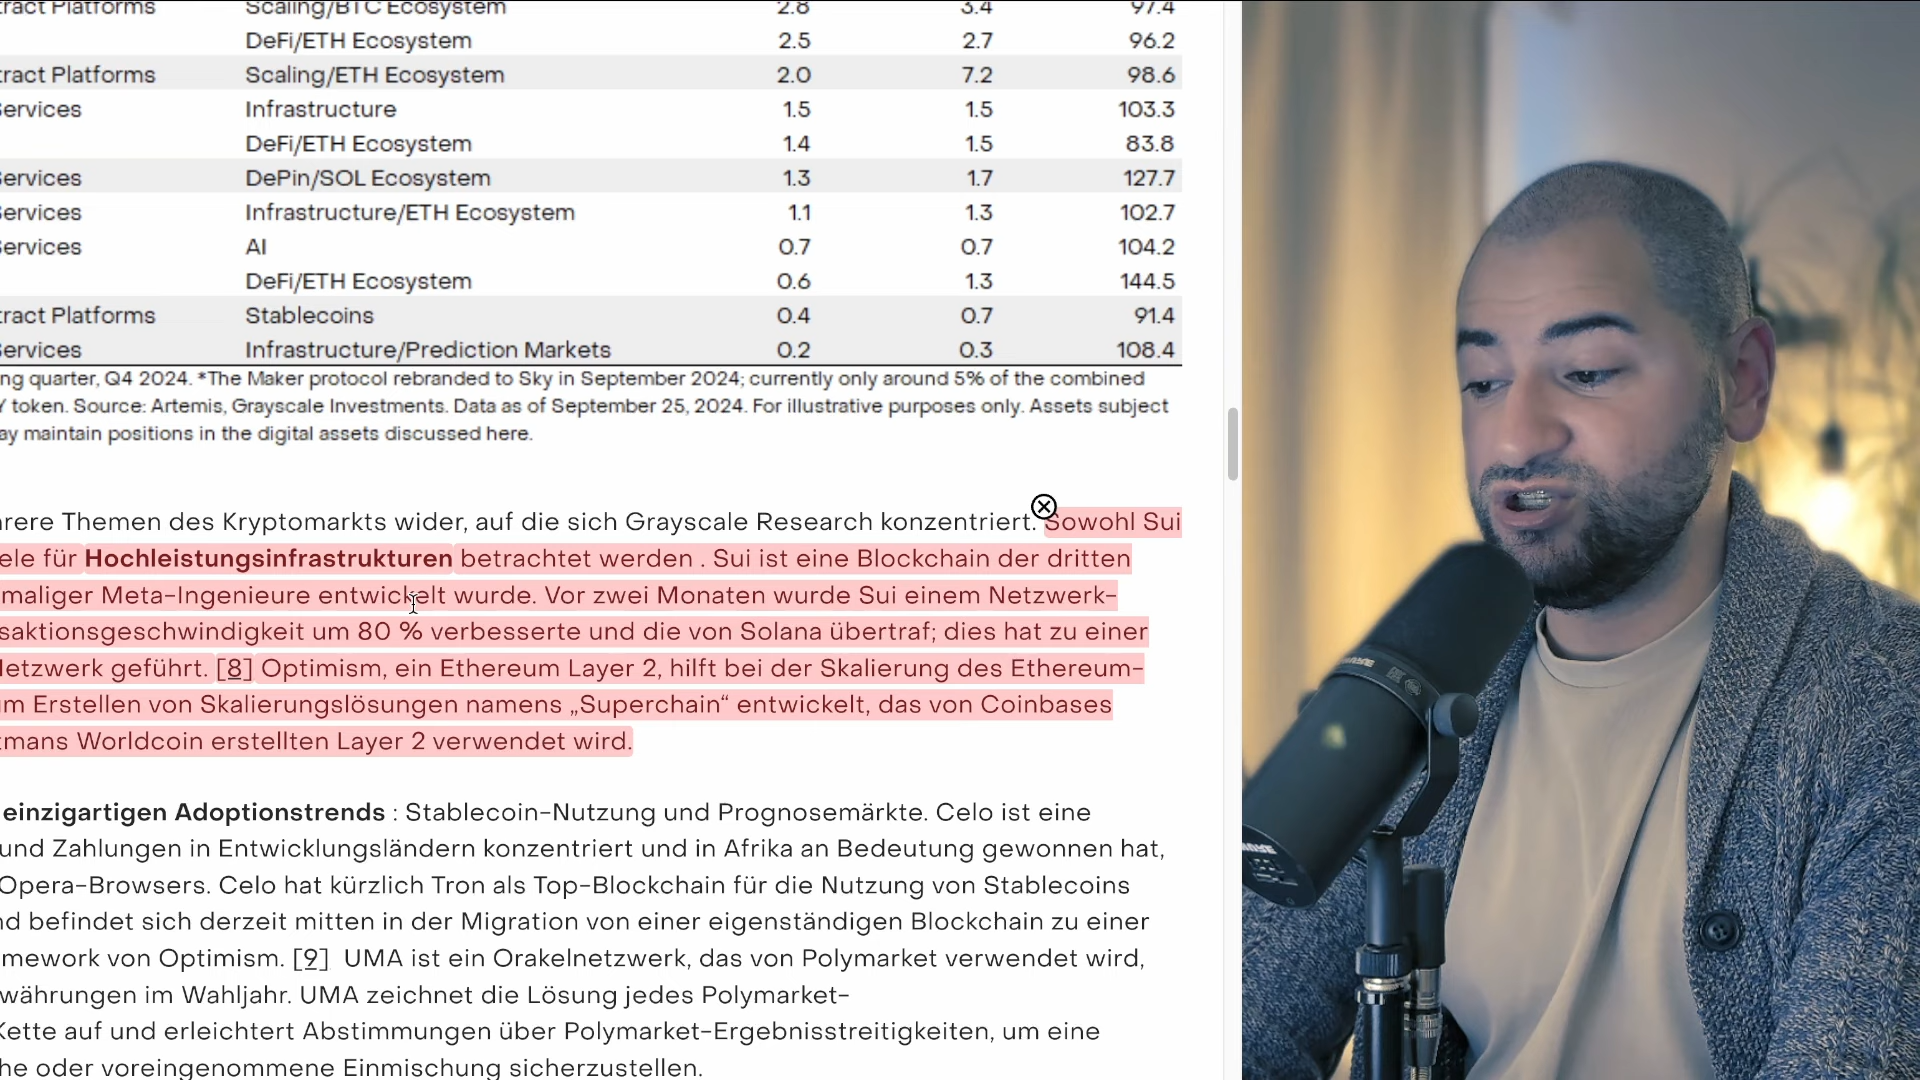 ract Platforms Scaling/BTC Ecosystem 2.8 3.4 97.4
DeFi/ETH Ecosystem 2.5 2.7 96.2
ract Platforms Scaling/ETH Ecosystem 2.0 7.2 98.6
Services Infrastructure 1.5 1.5 103.3
DeFi/ETH Ecosystem 1.4 1.5 83.8
Services DePin/SOL Ecosystem 1.3 1.7 127.7
Services Infrastructure/ETH Ecosystem 1.1 1.3 102.7
Services AI 0.7 0.7 104.2
DeFi/ETH Ecosystem 0.6 1.3 144.5
ract Platforms Stablecoins 0.4 0.7 91.4
Services Infrastructure/Prediction Markets 0.2 0.3 108.4
ng quarter, Q4 2024. *The Maker protocol rebranded to Sky in September 2024; currently only around 5% of the combined
Y token. Source: Artemis, Grayscale Investments. Data as of September 25, 2024. For illustrative purposes only. Assets subject
ay maintain positions in the digital assets discussed here.
hrere Themen des Kryptomarkts wider, auf die sich Grayscale Research konzentriert. Sowohl Sui
ele für Hochleistungsinfrastrukturen betrachtet werden . Sui ist eine Blockchain der dritten
maliger Meta-Ingenieure entwickelt wurde. Vor zwei Monaten wurde Sui einem Netzwerk-
saktionsgeschwindigkeit um 80 % verbesserte und die von Solana übertraf; dies hat zu einer
Netzwerk geführt. [8] Optimism, ein Ethereum Layer 2, hilft bei der Skalierung des Ethereum-
m Erstellen von Skalierungslösungen namens „Superchain“ entwickelt, das von Coinbases
tmans Worldcoin erstellten Layer 2 verwendet wird.
einzigartigen Adoptionstrends : Stablecoin-Nutzung und Prognosemärkte. Celo ist eine
und Zahlungen in Entwicklungsländern konzentriert und in Afrika an Bedeutung gewonnen hat,
Opera-Browsers. Celo hat kürzlich Tron als Top-Blockchain für die Nutzung von Stablecoins
nd befindet sich derzeit mitten in der Migration von einer eigenständigen Blockchain zu einer
mework von Optimism. [9] UMA ist ein Orakelnetzwerk, das von Polymarket verwendet wird,
währungen im Wahljahr. UMA zeichnet die Lösung jedes Polymarket-
Kette auf und erleichtert Abstimmungen über Polymarket-Ergebnisstreitigkeiten, um eine
he oder voreingenommene Einmischung sicherzustellen.